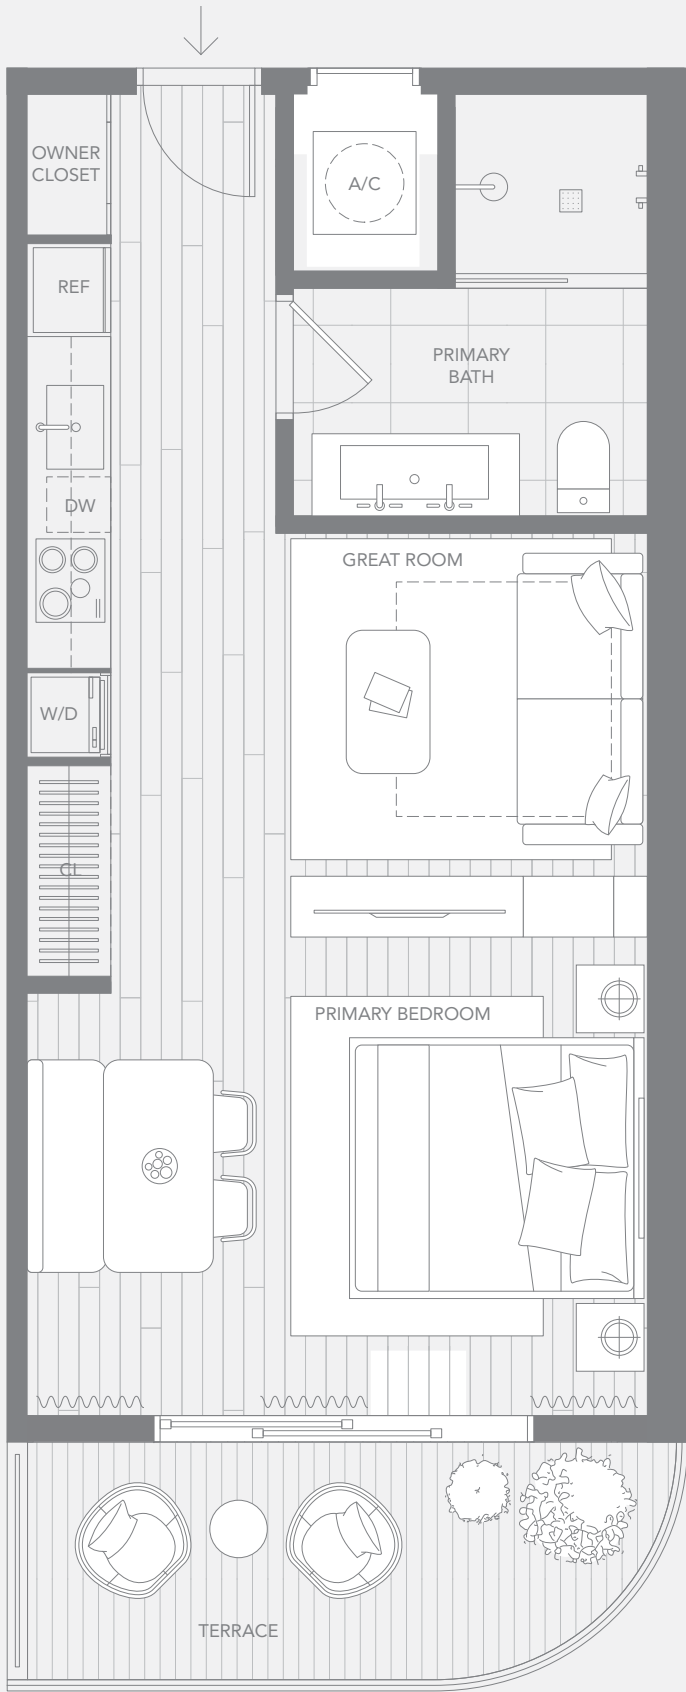 OWNER
CLOSET
A/C
REF
PRIMARY
BATH
DW
GREAT ROOM
W/D
CL
PRIMARY BEDROOM
TERRACE